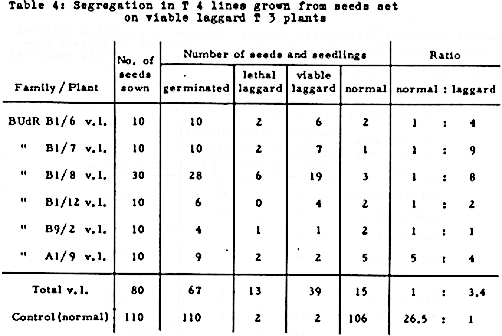 Table 4: Segregation in T 4 lines grown from seeds set
on viable laggard T 3 plants
No. of Number of seeds and seedlings Ratio
seeds lethal viable
Family / Plant sown germinated laggard laggard normal normal : laggard
BUdR B1/6 v.l. 10 10 2 6 2 1 : 4
" B1/7 v.l. 10 10 2 7 1 1 : 9
" B1/8 v.l. 30 28 6 19 3 1 : 8
" B1/12 v.l. 10 6 0 4 2 1 : 2
" B9/2 v.l. 10 4 1 1 2 1 : 1
" A1/9 v.l. 10 9 2 2 5 5 : 4
Total v.l. 80 67 13 39 15 1 : 3.4
Control (normal) 110 110 2 2 106 26.5 : 1